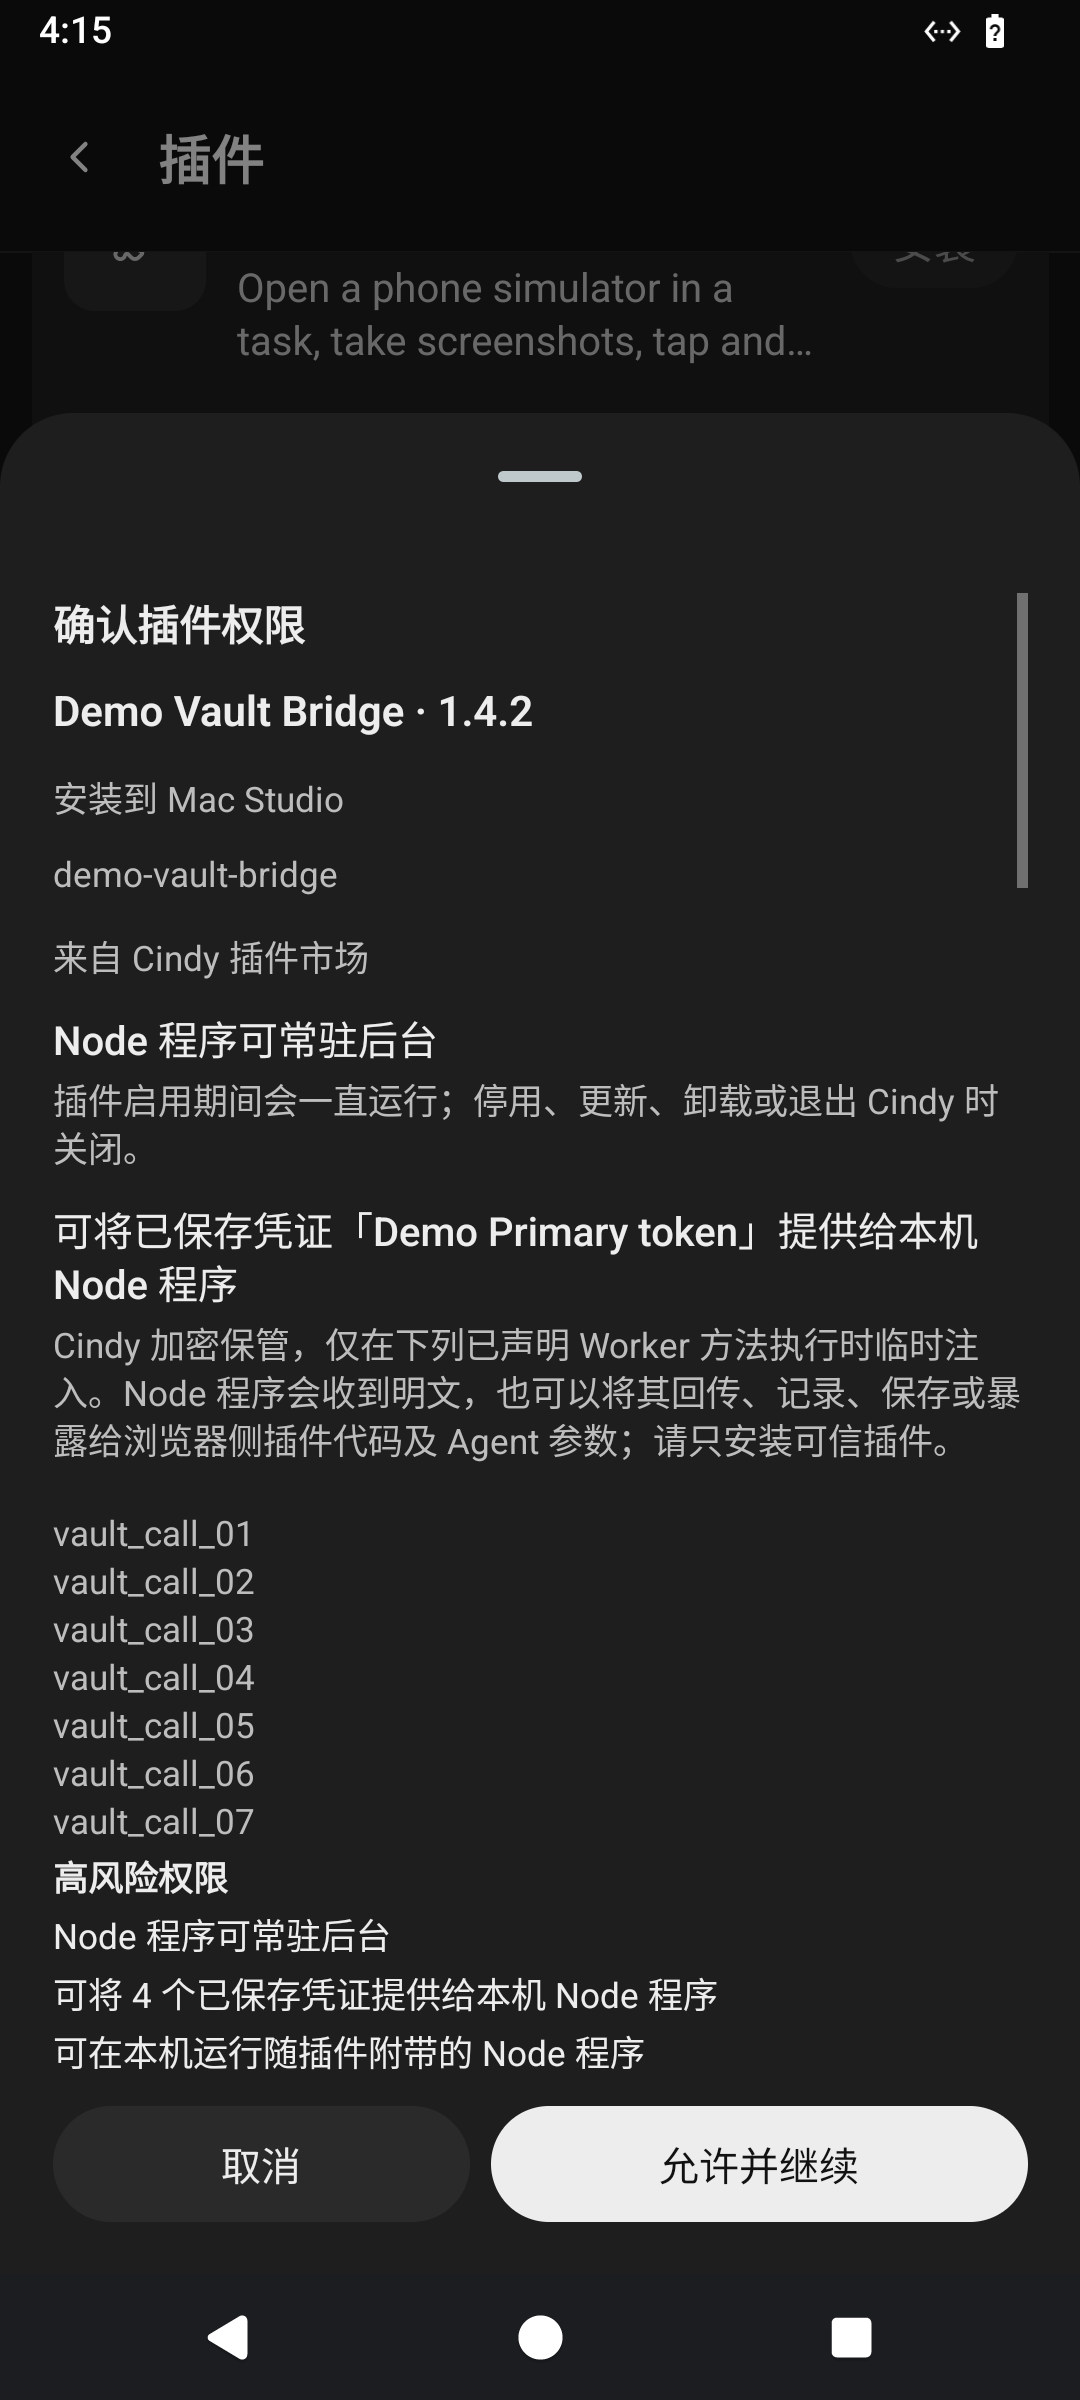 4:15
插件
Open a phone simulator in a
task, take screenshots, tap and…
确认插件权限
Demo Vault Bridge · 1.4.2
安装到 Mac Studio
demo-vault-bridge
来自 Cindy 插件市场
Node 程序可常驻后台
插件启用期间会一直运行；停用、更新、卸载或退出 Cindy 时
关闭。
可将已保存凭证「Demo Primary token」提供给本机
Node 程序
Cindy 加密保管，仅在下列已声明 Worker 方法执行时临时注
入。Node 程序会收到明文，也可以将其回传、记录、保存或暴
露给浏览器侧插件代码及 Agent 参数；请只安装可信插件。
vault_call_01
vault_call_02
vault_call_03
vault_call_04
vault_call_05
vault_call_06
vault_call_07
高风险权限
Node 程序可常驻后台
可将 4 个已保存凭证提供给本机 Node 程序
可在本机运行随插件附带的 Node 程序
取消
允许并继续